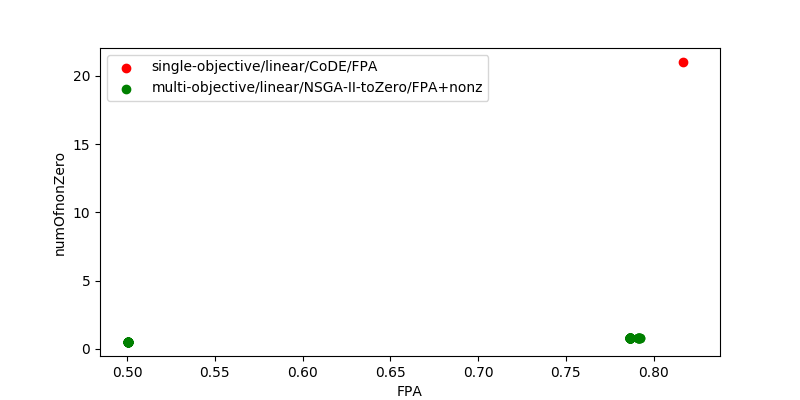 single-objective/linear/CoDE/FPA
multi-objective/linear/NSGA-II-toZero/FPA+nonz
20
15
10
5
0
numOfnonZero
0.50 0.55 0.60 0.65 0.70 0.75 0.80
FPA